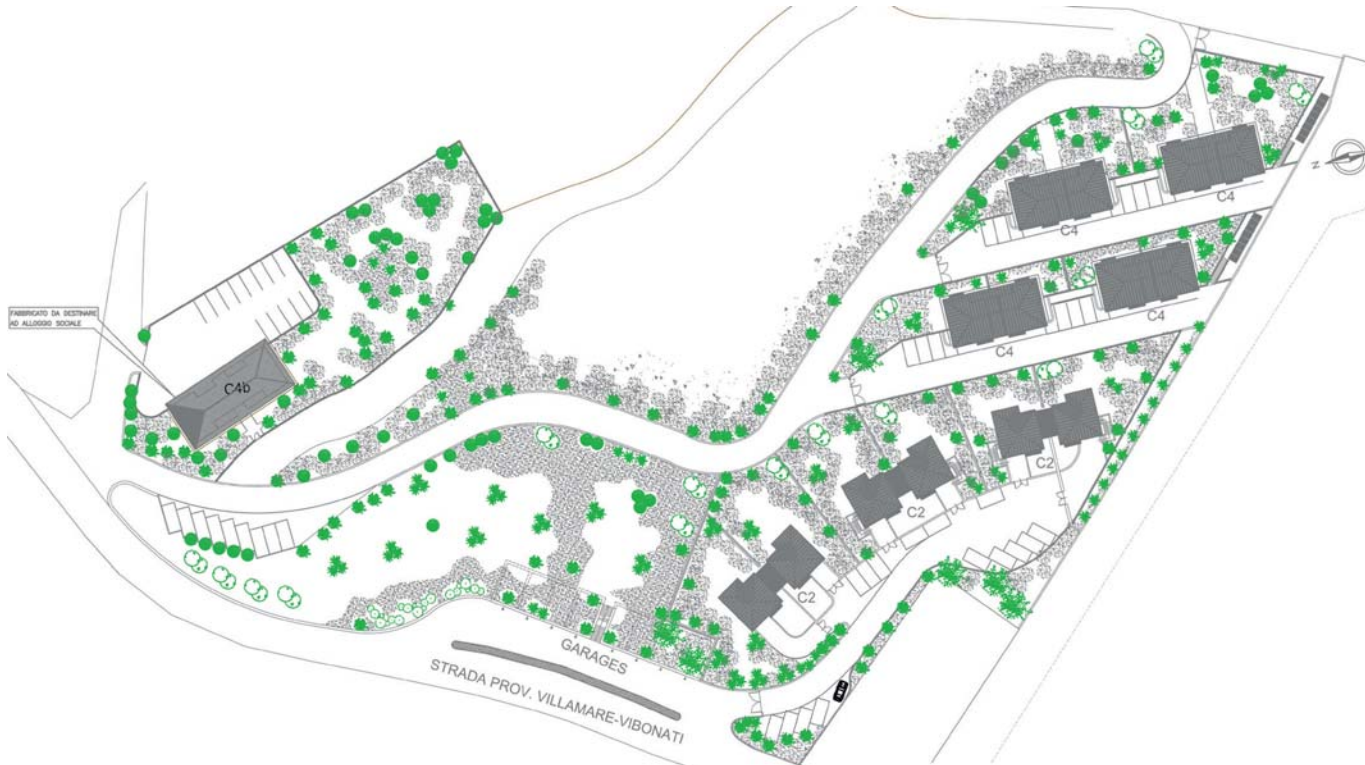 N
C4
C4
C4
C4
FABBRICATO DA DESTINARE
AD ALLOGGIO SOCIALE
C4b
C2
C2
C2
GARAGES
STRADA PROV. VILLAMARE-VIBONATI